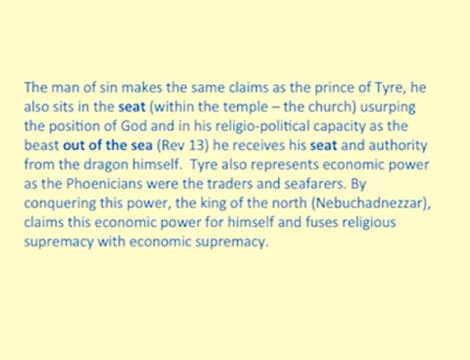 The man of sin makes the same claims as the prince of Tyre, he
also sits in the seat (within the temple – the church) usurping
the position of God and in his religio-political capacity as the
beast out of the sea (Rev 13) he receives his seat and authority
from the dragon himself.  Tyre also represents economic power
as the Phoenicians were the traders and seafarers. By
conquering this power, the king of the north (Nebuchadnezzar),
claims this economic power for himself and fuses religious
supremacy with economic supremacy.